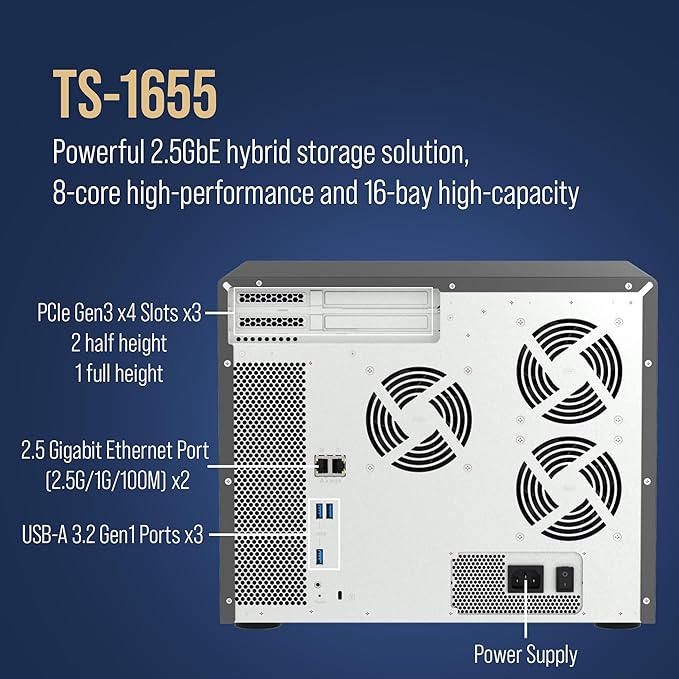 TS-1655
Powerful 2.5GbE hybrid storage solution,
8-core high-performance and 16-bay high-capacity
PCIe Gen3 x4 Slots x3
2 half height
1 full height
2.5 Gigabit Ethernet Port
(2.5G/1G/100M) x2
USB-A 3.2 Gen1 Ports x3
Power Supply